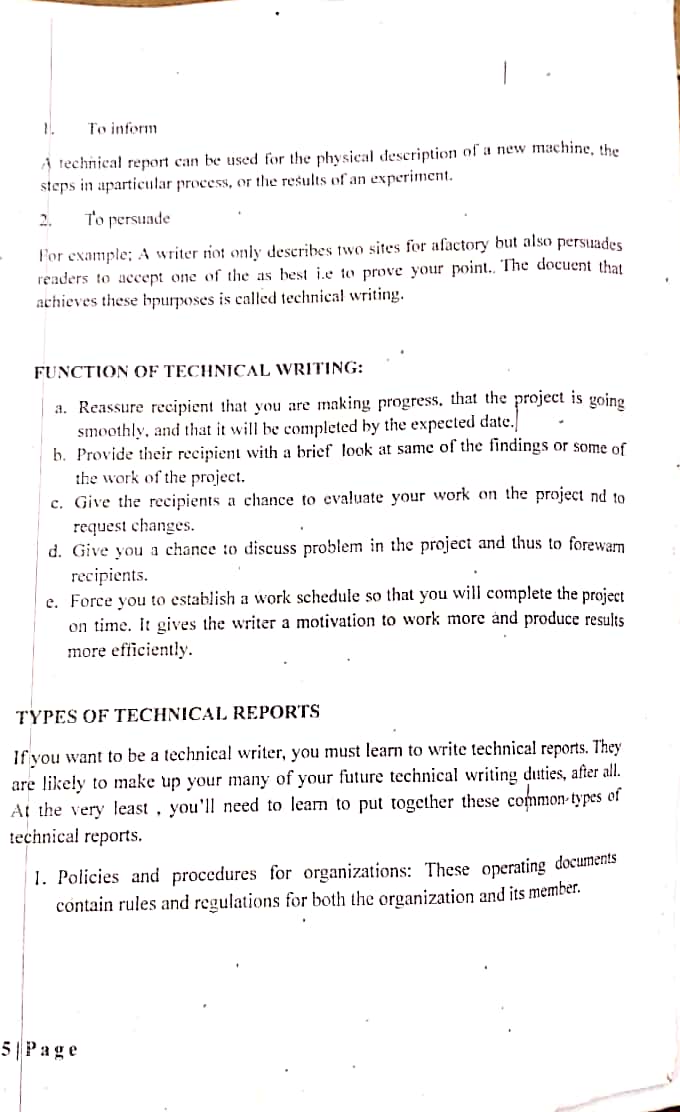 1. To inform
A technical report can be used for the physical description of a new machine, the
steps in aparticular process, or the results of an experiment.
2. To persuade
For example; A writer not only describes two sites for afactory but also persuades
readers to accept one of the as best i.e to prove your point.. The docuent that
achieves these bpurposes is called technical writing.
FUNCTION OF TECHNICAL WRITING:
a. Reassure recipient that you are making progress, that the project is going
smoothly, and that it will be completed by the expected date.
b. Provide their recipient with a brief look at same of the findings or some of
the work of the project.
c. Give the recipients a chance to evaluate your work on the project nd to
request changes.
d. Give you a chance to discuss problem in the project and thus to forewarn
recipients.
e. Force you to establish a work schedule so that you will complete the project
on time. It gives the writer a motivation to work more and produce results
more efficiently.
TYPES OF TECHNICAL REPORTS
If you want to be a technical writer, you must learn to write technical reports. They
are likely to make up your many of your future technical writing duties, after all.
At the very least , you'll need to learn to put together these common types of
technical reports.
1. Policies and procedures for organizations: These operating documents
contain rules and regulations for both the organization and its member.
5 | P a g e